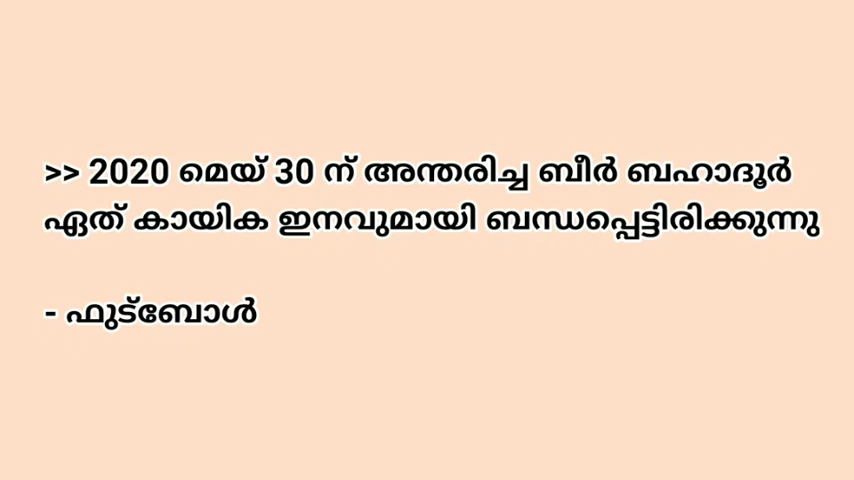 >> 2020 മെയ് 30 ന് അന്തരിച്ച ബീർ ബഹാദൂർ
ഏത് കായിക ഇനവുമായി ബന്ധപ്പെട്ടിരിക്കുന്നു
- ഫുട്ബോൾ